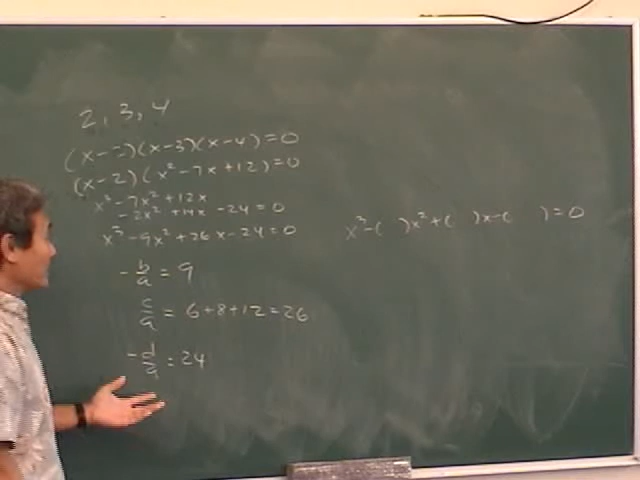 2, 3, 4
(x-2)(x-3)(x-4)=0
(x-2)(x²-7x+12)=0
x³-7x²+12x
-2x²+14x-24=0
x³-9x²+26x-24=0
-b/a = 9
c/a = 6+8+12=26
-d/a = 24
x³-( )x²+( )x-( )=0